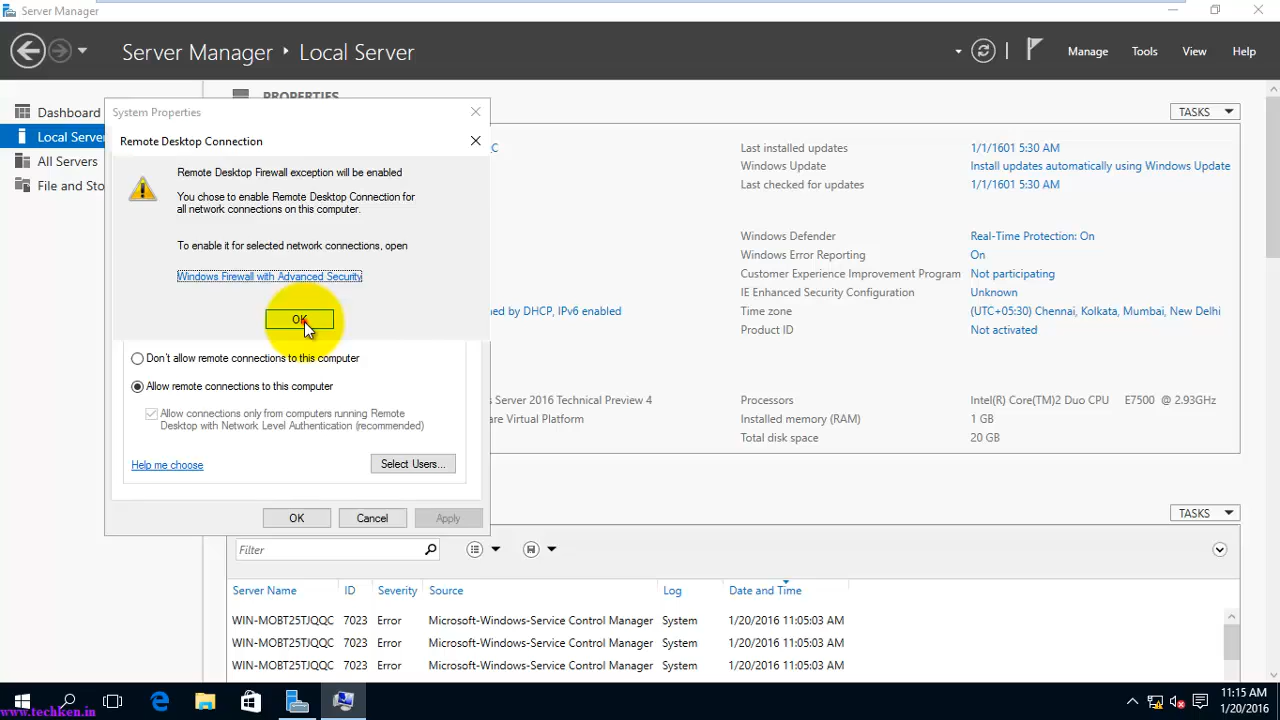 Server Manager
Server Manager ‣ Local Server
Manage Tools View Help
Dashboard
Local Server
All Servers
File and Sto
PROPERTIES
TASKS
System Properties
Remote Desktop Connection
Remote Desktop Firewall exception will be enabled
You chose to enable Remote Desktop Connection for
all network connections on this computer.
To enable it for selected network connections, open
Windows Firewall with Advanced Security
OK
Don't allow remote connections to this computer
Allow remote connections to this computer
Allow connections only from computers running Remote
Desktop with Network Level Authentication (recommended)
Help me choose
Select Users...
OK Cancel Apply
QC
Last installed updates 1/1/1601 5:30 AM
Windows Update Install updates automatically using Windows Update
Last checked for updates 1/1/1601 5:30 AM
Windows Defender Real-Time Protection: On
Windows Error Reporting On
Customer Experience Improvement Program Not participating
IE Enhanced Security Configuration Unknown
ned by DHCP, IPv6 enabled Time zone (UTC+05:30) Chennai, Kolkata, Mumbai, New Delhi
Product ID Not activated
s Server 2016 Technical Preview 4 Processors Intel(R) Core(TM)2 Duo CPU E7500 @ 2.93GHz
are Virtual Platform Installed memory (RAM) 1 GB
Total disk space 20 GB
TASKS
Filter
Server Name ID Severity Source Log Date and Time
WIN-MOBT25TJQQC 7023 Error Microsoft-Windows-Service Control Manager System 1/20/2016 11:05:03 AM
WIN-MOBT25TJQQC 7023 Error Microsoft-Windows-Service Control Manager System 1/20/2016 11:05:03 AM
WIN-MOBT25TJQQC 7023 Error Microsoft-Windows-Service Control Manager System 1/20/2016 11:05:03 AM
11:15 AM
1/20/2016
www.techken.in